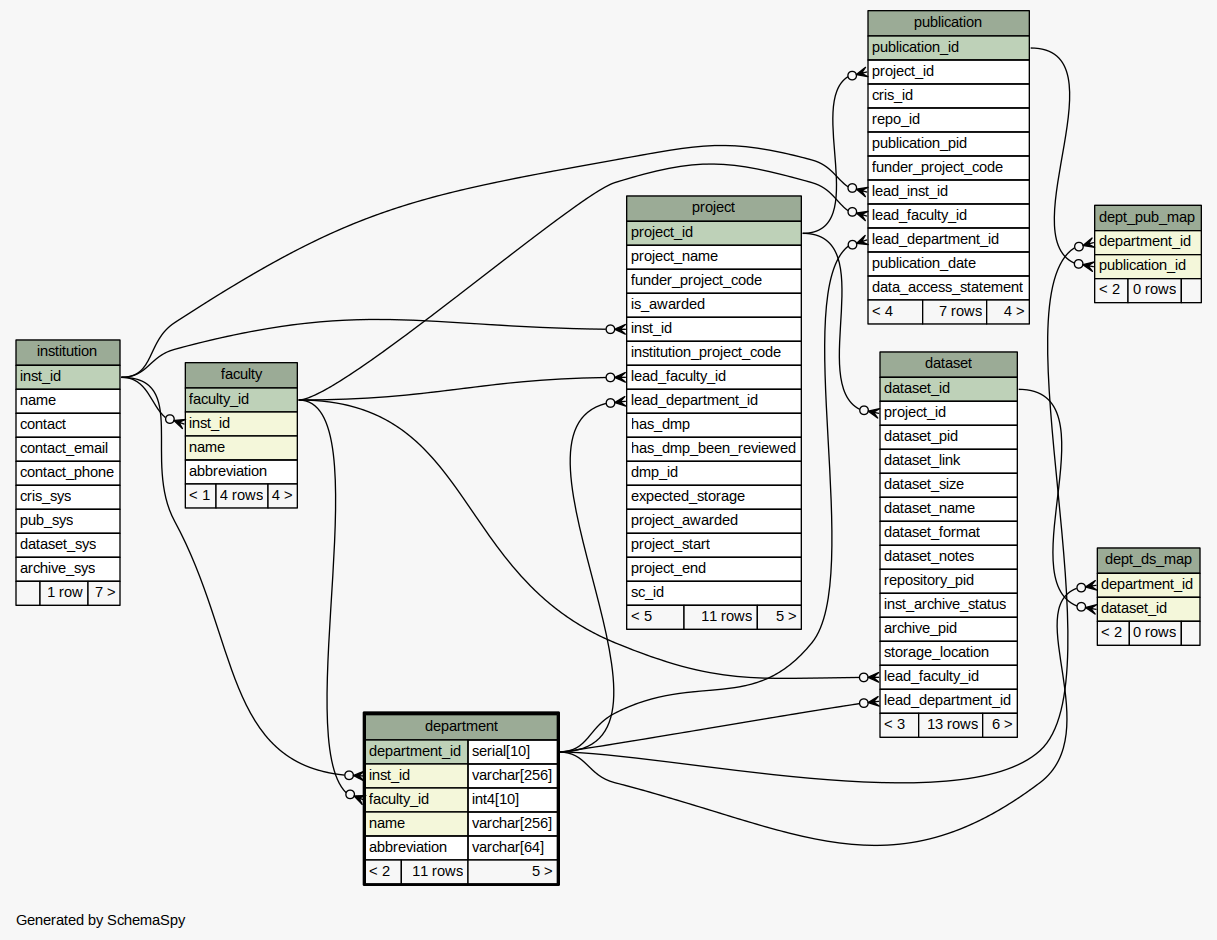 publication
publication_id
project_id
cris_id
repo_id
publication_pid
funder_project_code
lead_inst_id
lead_faculty_id
lead_department_id
publication_date
data_access_statement
< 4 7 rows 4 >
project
project_id
project_name
funder_project_code
is_awarded
inst_id
institution_project_code
lead_faculty_id
lead_department_id
has_dmp
has_dmp_been_reviewed
dmp_id
expected_storage
project_awarded
project_start
project_end
sc_id
< 5 11 rows 5 >
dept_pub_map
department_id
publication_id
< 2 0 rows
institution
inst_id
name
contact
contact_email
contact_phone
cris_sys
pub_sys
dataset_sys
archive_sys
1 row 7 >
faculty
faculty_id
inst_id
name
abbreviation
< 1 4 rows 4 >
dataset
dataset_id
project_id
dataset_pid
dataset_link
dataset_size
dataset_name
dataset_format
dataset_notes
repository_pid
inst_archive_status
archive_pid
storage_location
lead_faculty_id
lead_department_id
< 3 13 rows 6 >
dept_ds_map
department_id
dataset_id
< 2 0 rows
department
department_id serial[10]
inst_id varchar[256]
faculty_id int4[10]
name varchar[256]
abbreviation varchar[64]
< 2 11 rows 5 >
Generated by SchemaSpy